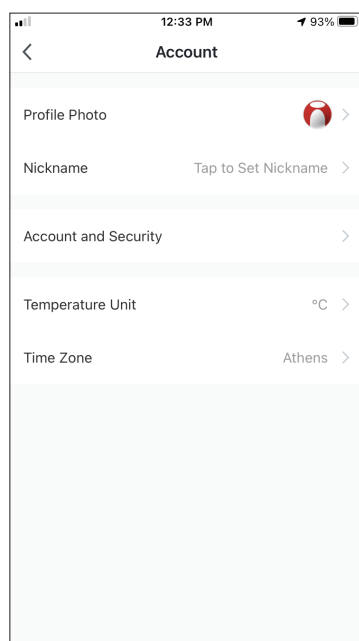 12:33 PM 93%
Account
Profile Photo
Nickname Tap to Set Nickname
Account and Security
Temperature Unit °C
Time Zone Athens